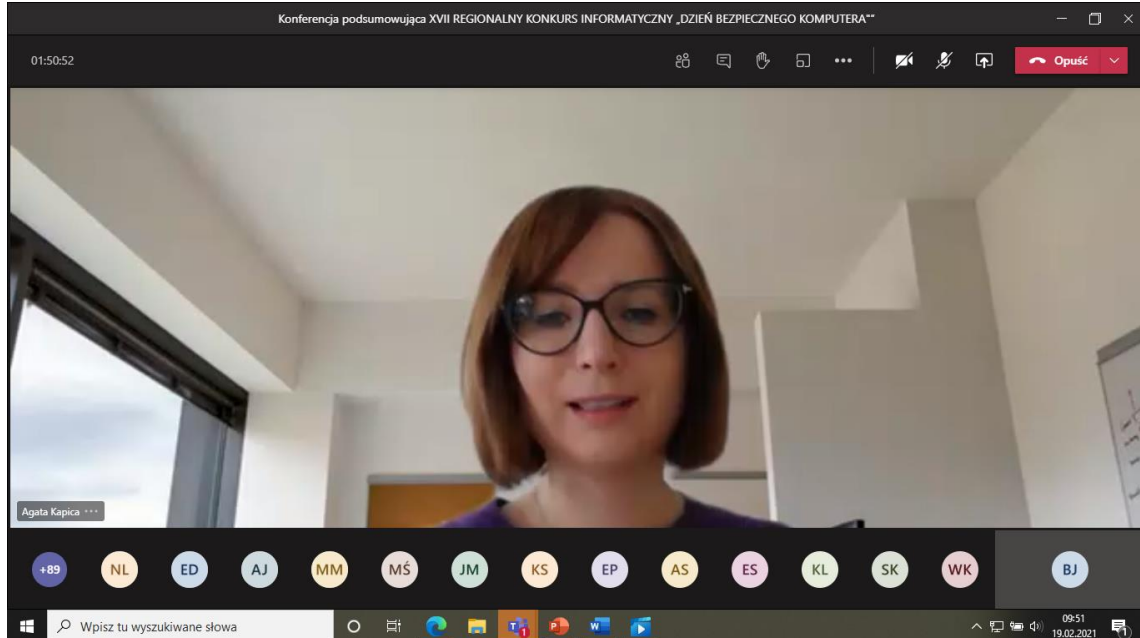 Konferencja podsumowująca XVII REGIONALNY KONKURS INFORMATYCZNY „DZIEŃ BEZPIECZNEGO KOMPUTERA"”
01:50:52
Opuść
Agata Kapica
+89 NL ED AJ MM MŚ JM KS EP AS ES KL SK WK BJ
Wpisz tu wyszukiwane słowa
09:51
19.02.2021